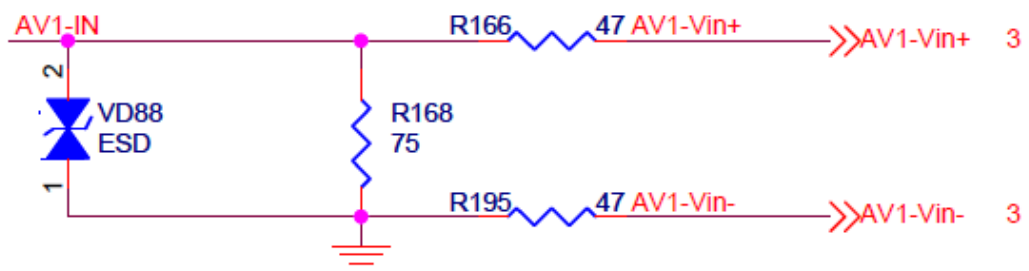 AV1-IN
R166 47 AV1-Vin+ AV1-Vin+ 3
2
VD88
ESD
R168
75
1
R195 47 AV1-Vin- AV1-Vin- 3